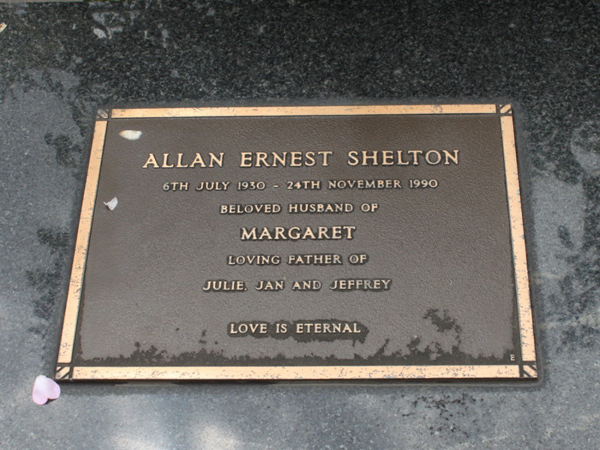 ALLAN ERNEST SHELTON
6TH JULY 1930 - 24TH NOVEMBER 1990
BELOVED HUSBAND OF
MARGARET
LOVING FATHER OF
JULIE, JAN AND JEFFREY
LOVE IS ETERNAL
E